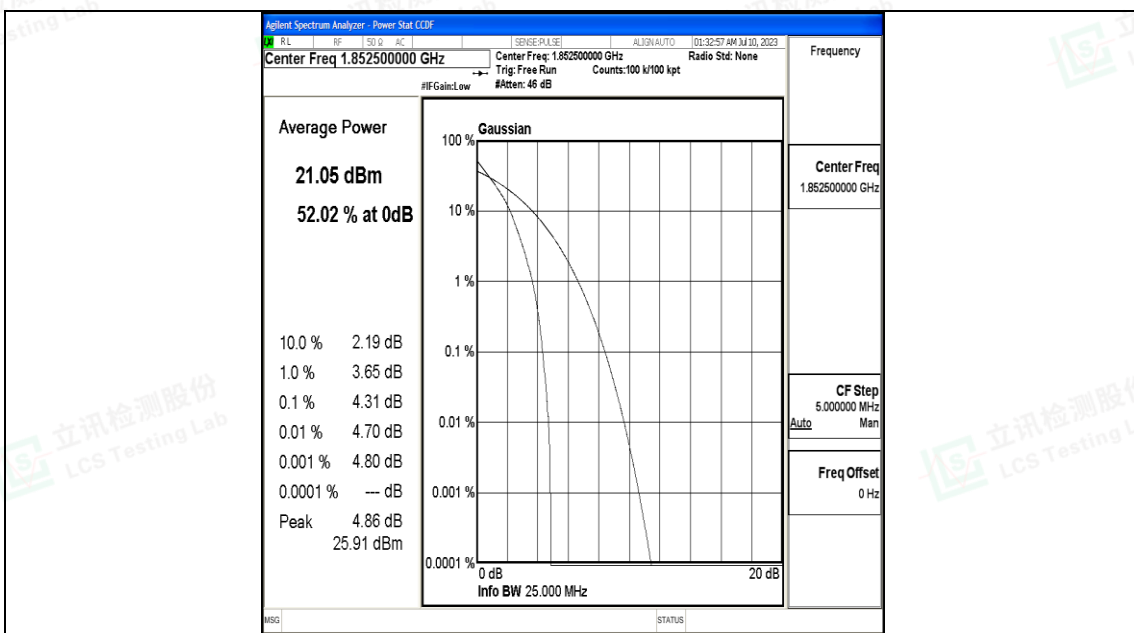 Agilent Spectrum Analyzer - Power Stat CCDF
RL RF 50 Ω AC SENSE:PULSE ALIGN AUTO 01:32:57 AM Jul 10, 2023
Center Freq 1.852500000 GHz
Center Freq: 1.852500000 GHz Radio Std: None
Trig: Free Run Counts:100 k/100 kpt
#IFGain:Low #Atten: 46 dB
Frequency
Average Power
21.05 dBm
52.02 % at 0dB
10.0 % 2.19 dB
1.0 % 3.65 dB
0.1 % 4.31 dB
0.01 % 4.70 dB
0.001 % 4.80 dB
0.0001 % --- dB
Peak 4.86 dB
25.91 dBm
Gaussian
100 %
10 %
1 %
0.1 %
0.01 %
0.001 %
0.0001 %
0 dB 20 dB
Info BW 25.000 MHz
Center Freq
1.852500000 GHz
CF Step
5.000000 MHz
Auto Man
Freq Offset
0 Hz
MSG STATUS
立讯检测股份
LCS Testing Lab
立讯检测股份
LCS Testing L